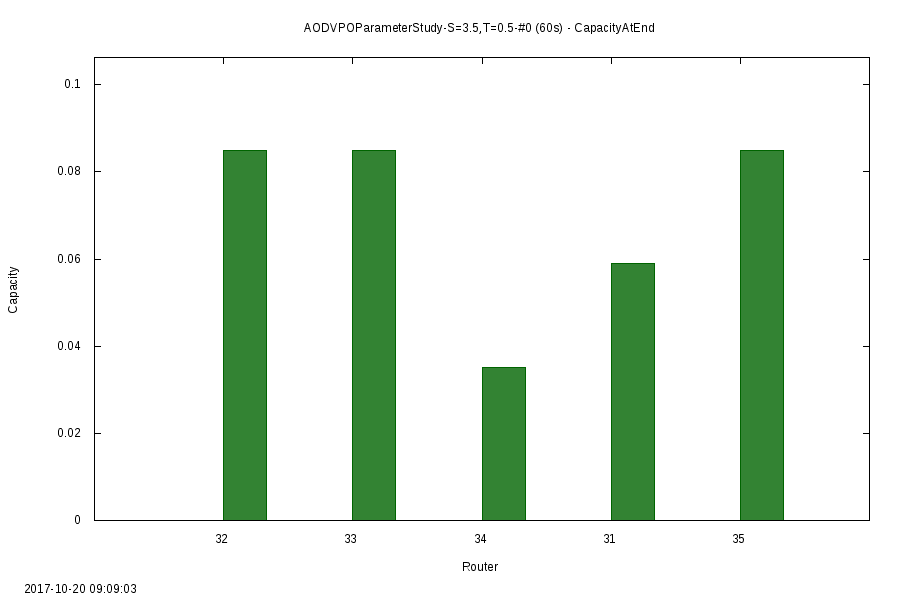 AODVPOParameterStudy-S=3.5,T=0.5-#0 (60s) - CapacityAtEnd
0.1
0.08
0.06
0.04
0.02
0
Capacity
32 33 34 31 35
Router
2017-10-20 09:09:03